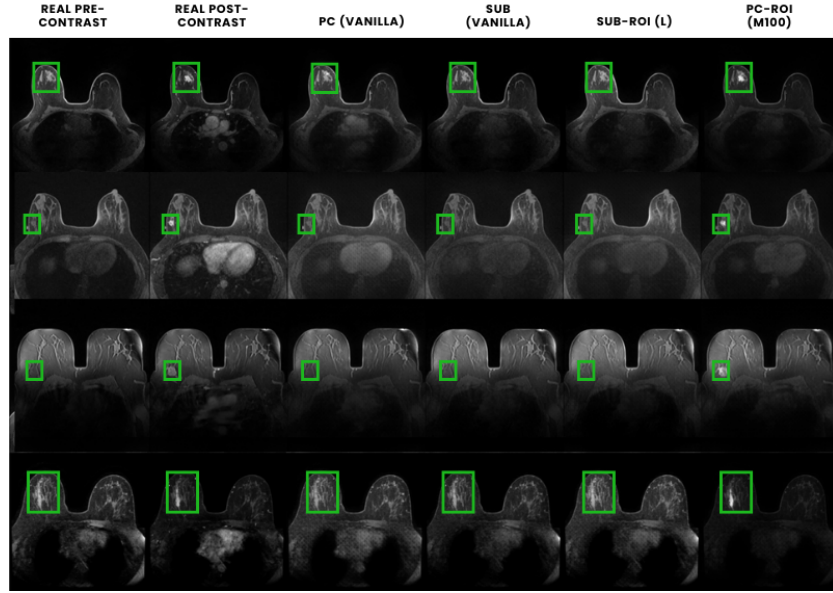 REAL PRE-
CONTRAST
REAL POST-
CONTRAST
PC (VANILLA)
SUB
(VANILLA)
SUB-ROI (L)
PC-ROI
(M100)